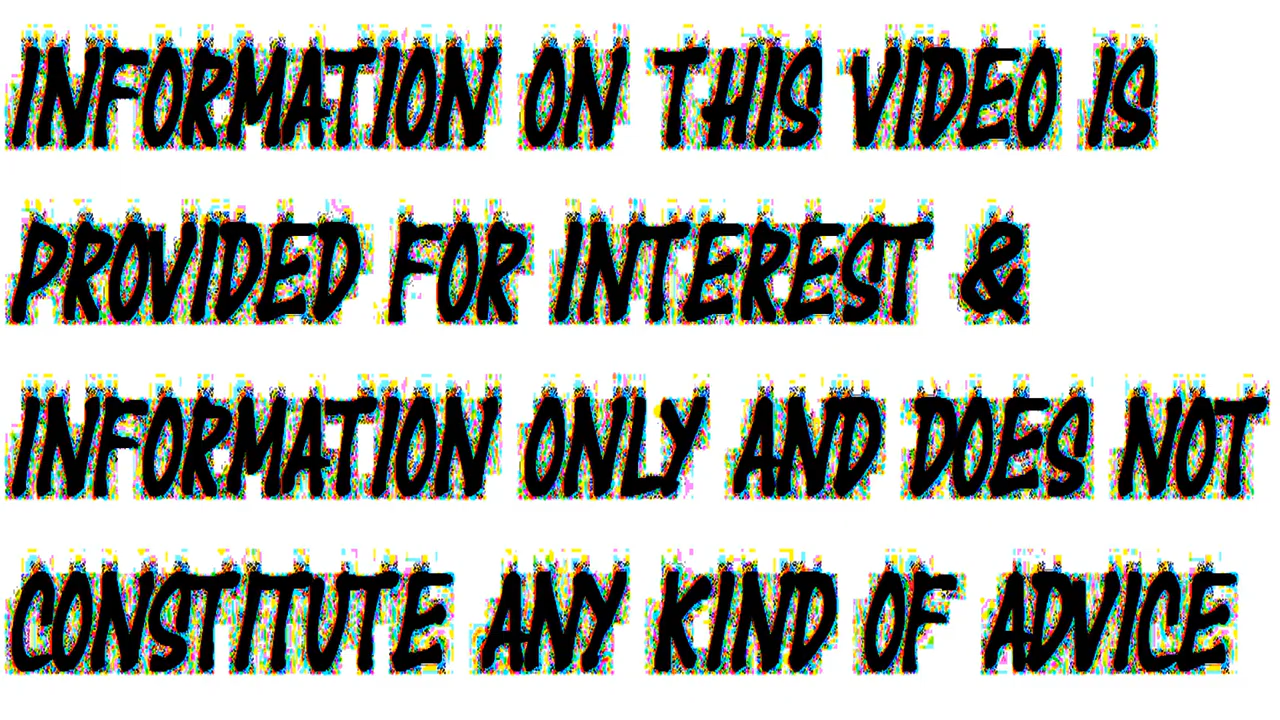 INFORMATION ON THIS VIDEO IS
PROVIDED FOR INTEREST &
INFORMATION ONLY AND DOES NOT
CONSTITUTE ANY KIND OF ADVICE